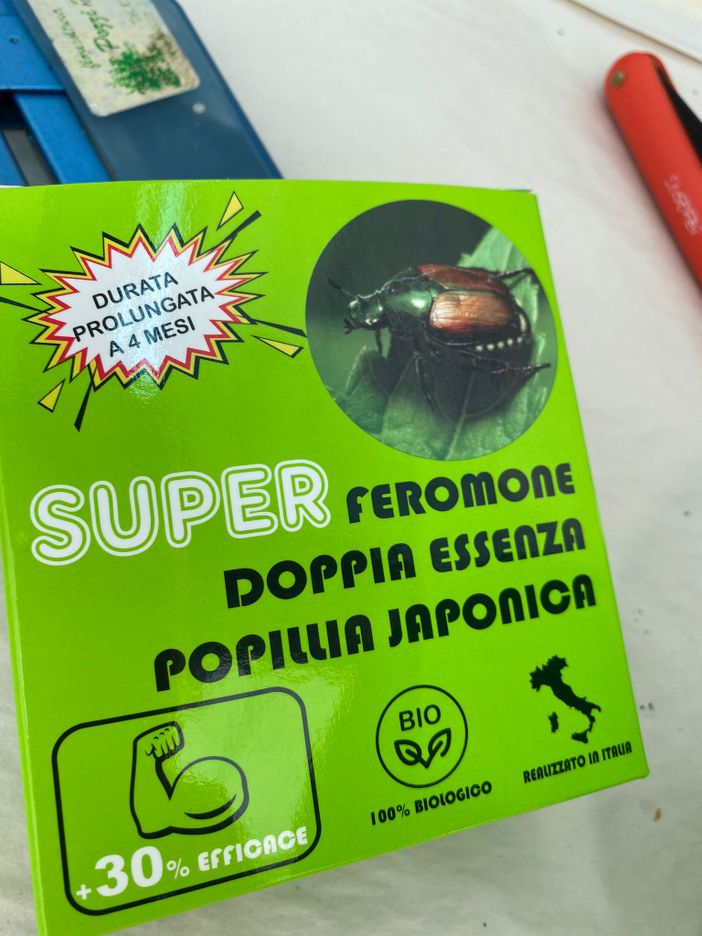 DURATA
PROLUNGATA
A 4 MESI
SUPER FEROMONE
DOPPIA ESSENZA
POPILLIA JAPONICA
+30% EFFICACE
BIO
100% BIOLOGICO
REALIZZATO IN ITALIA